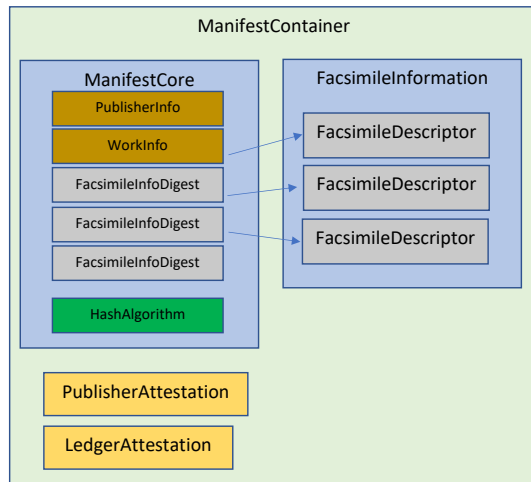 ManifestContainer
ManifestCore
PublisherInfo
WorkInfo
FacsimileInfoDigest
FacsimileInfoDigest
FacsimileInfoDigest
HashAlgorithm
FacsimileInformation
FacsimileDescriptor
FacsimileDescriptor
FacsimileDescriptor
PublisherAttestation
LedgerAttestation